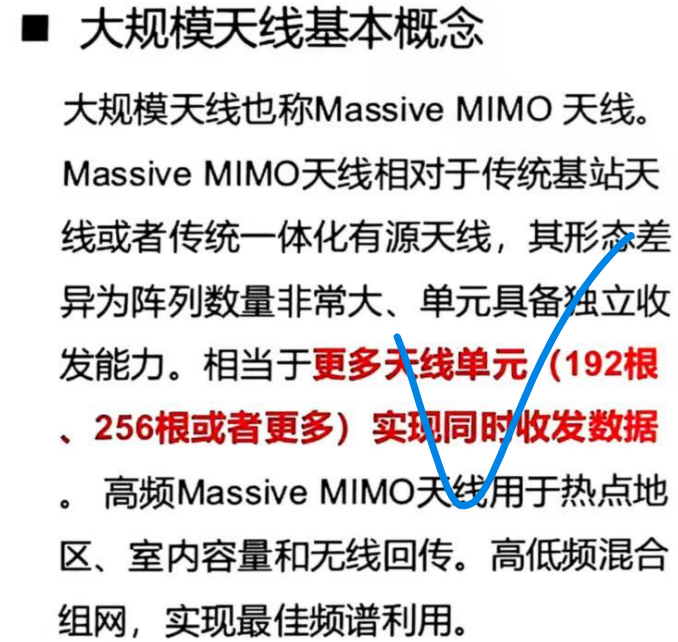 ■ 大规模天线基本概念
大规模天线也称Massive MIMO 天线。
Massive MIMO天线相对于传统基站天
线或者传统一体化有源天线，其形态差
异为阵列数量非常大、单元具备独立收
发能力。相当于更多天线单元（192根
、256根或者更多）实现同时收发数据
。 高频Massive MIMO天线用于热点地
区、室内容量和无线回传。高低频混合
组网，实现最佳频谱利用。